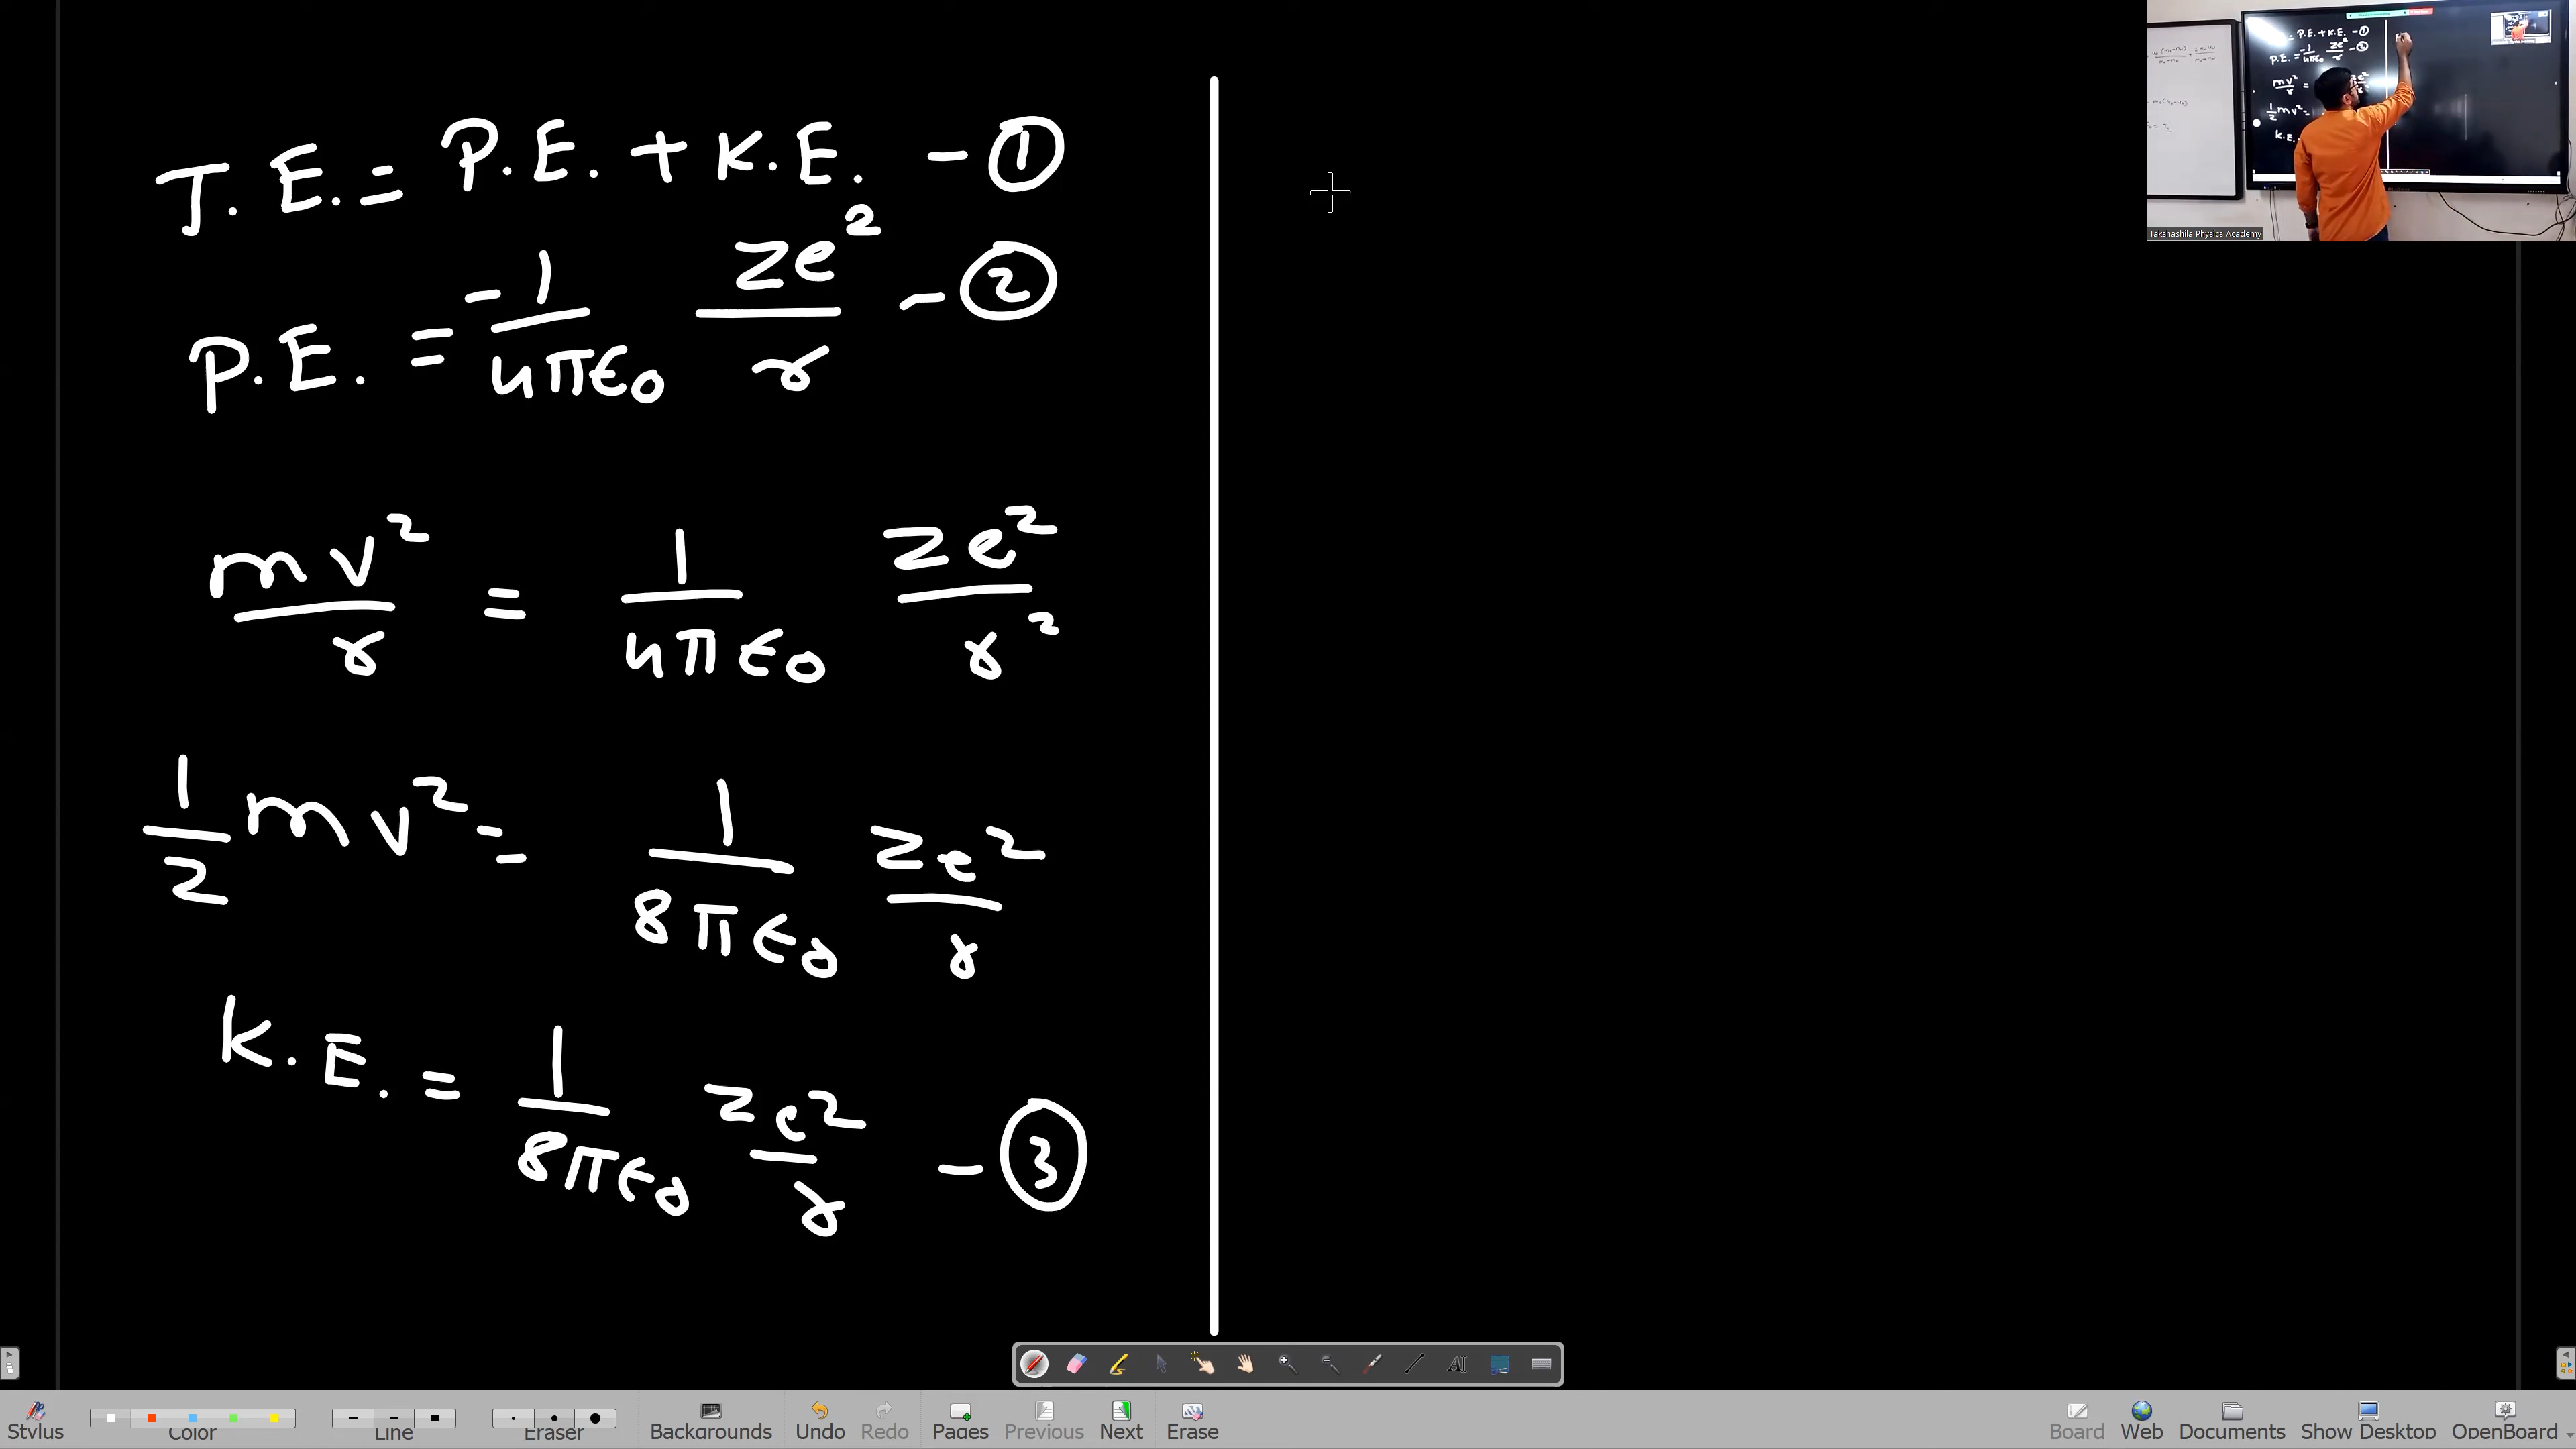 T.E. = P.E. + K.E. - ①
P.E. = -1/4πϵ0 ze²/r - ②
mv²/r = 1/4πϵ0 ze²/r²
1/2 mv² = 1/8πϵ0 ze²/r
K.E. = 1/8πϵ0 ze²/r - ③
Takshashila Physics Academy
Stylus Color Line Eraser Backgrounds Undo Redo Pages Previous Next Erase Board Web Documents Show Desktop OpenBoard